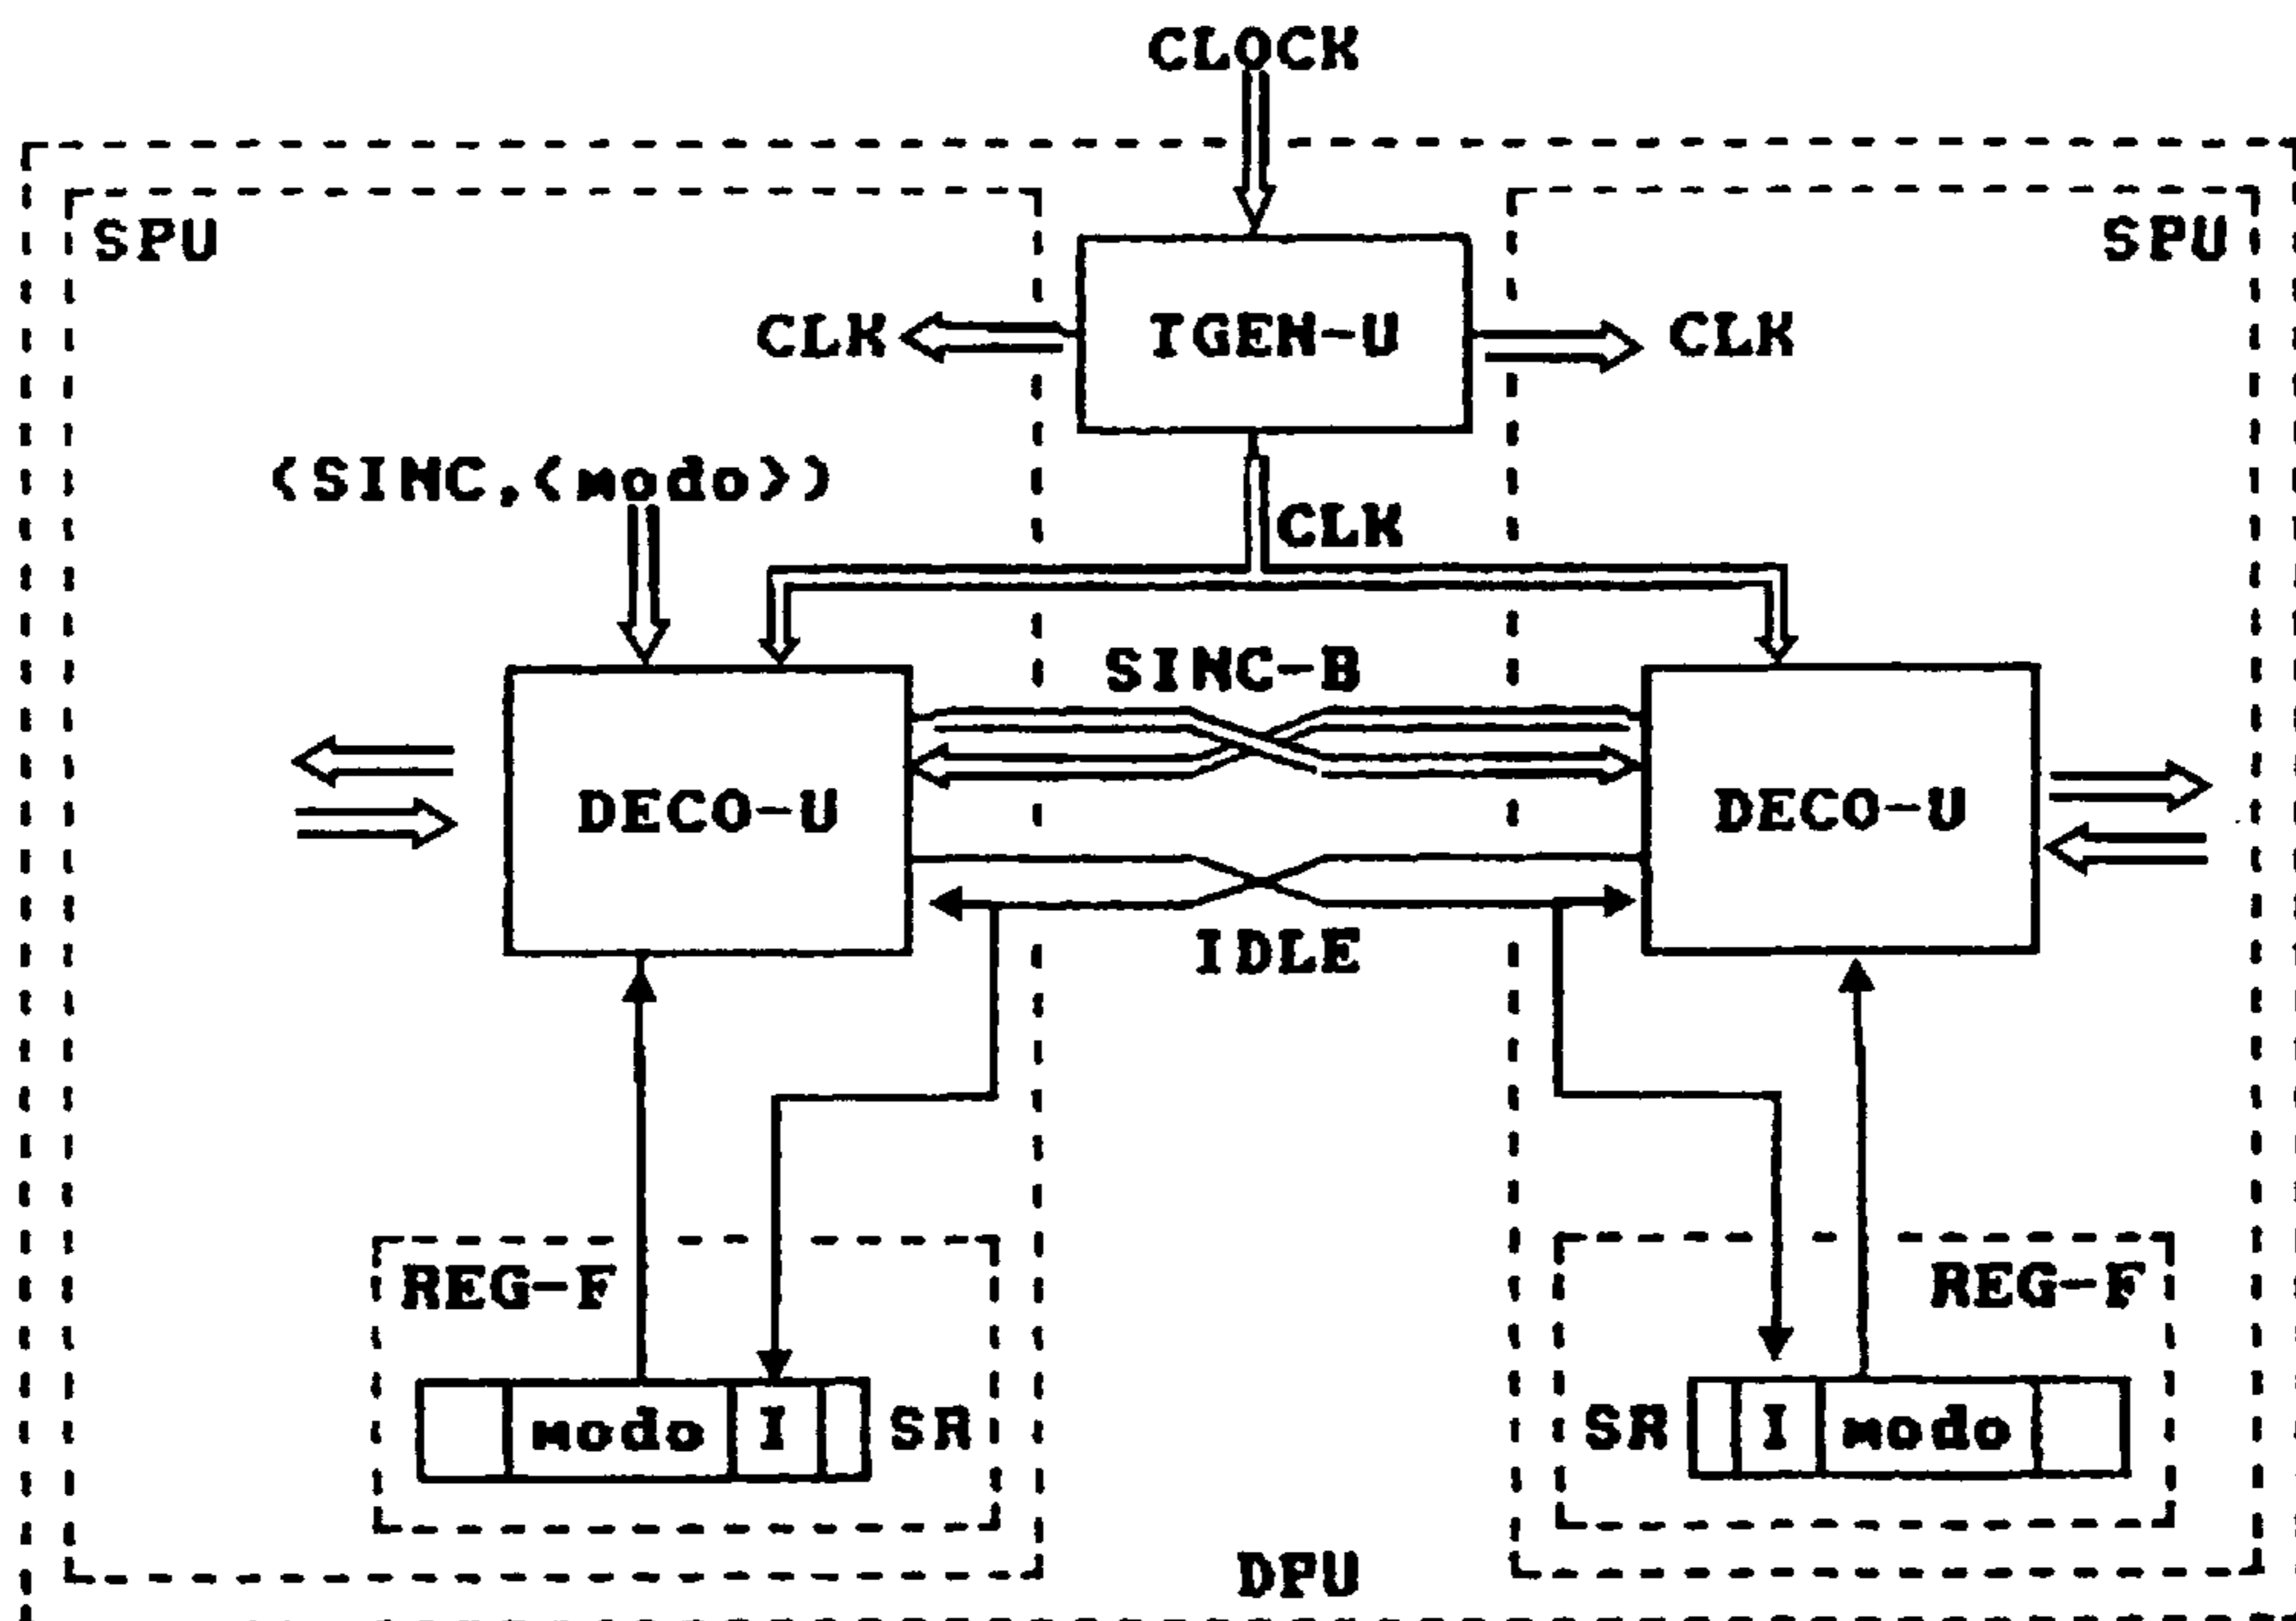 CLOCK
SPU
SPU
CLK
TGEN-U
CLK
(SINC,<modo>)
CLK
SINC-B
DECO-U
DECO-U
IDLE
REG-F
REG-F
modo I SR
SR I modo
DPU